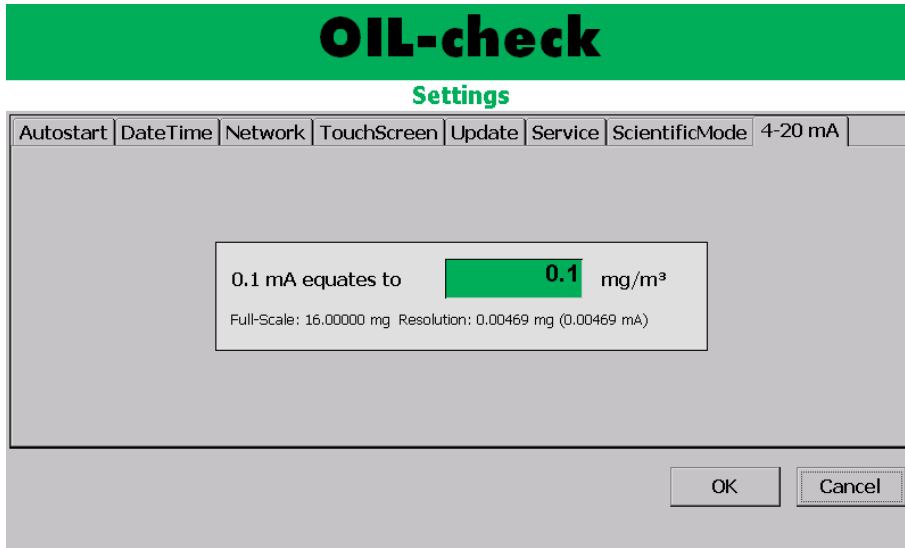 OIL-check
Settings
Autostart DateTime Network TouchScreen Update Service ScientificMode 4-20 mA
0.1 mA equates to 0.1 mg/m³
Full-Scale: 16.00000 mg Resolution: 0.00469 mg (0.00469 mA)
OK Cancel